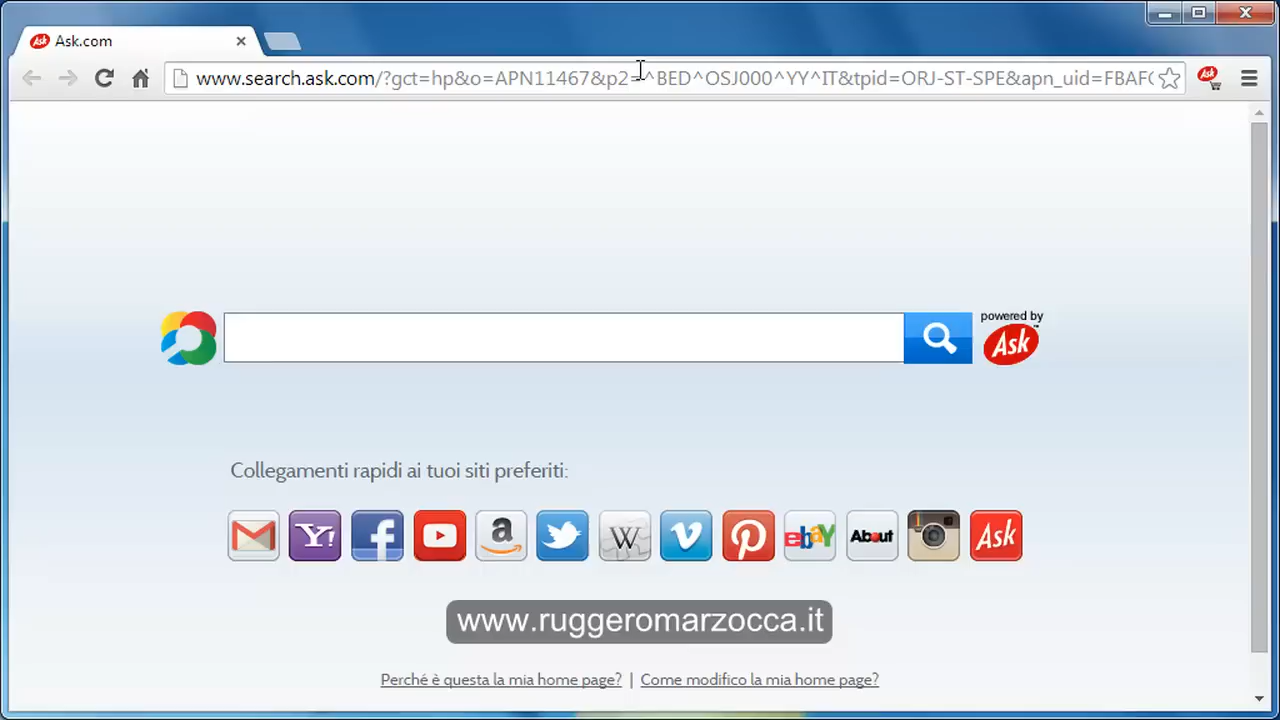 Ask Ask.com
www.search.ask.com/?gct=hp&o=APN11467&p2=^BED^OSJ000^YY^IT&tpid=ORJ-ST-SPE&apn_uid=FBAF Ask
powered by
Ask™
Collegamenti rapidi ai tuoi siti preferiti:
Y! f a W v p ebaY About Ask
www.ruggeromarzocca.it
Perché è questa la mia home page? | Come modifico la mia home page?